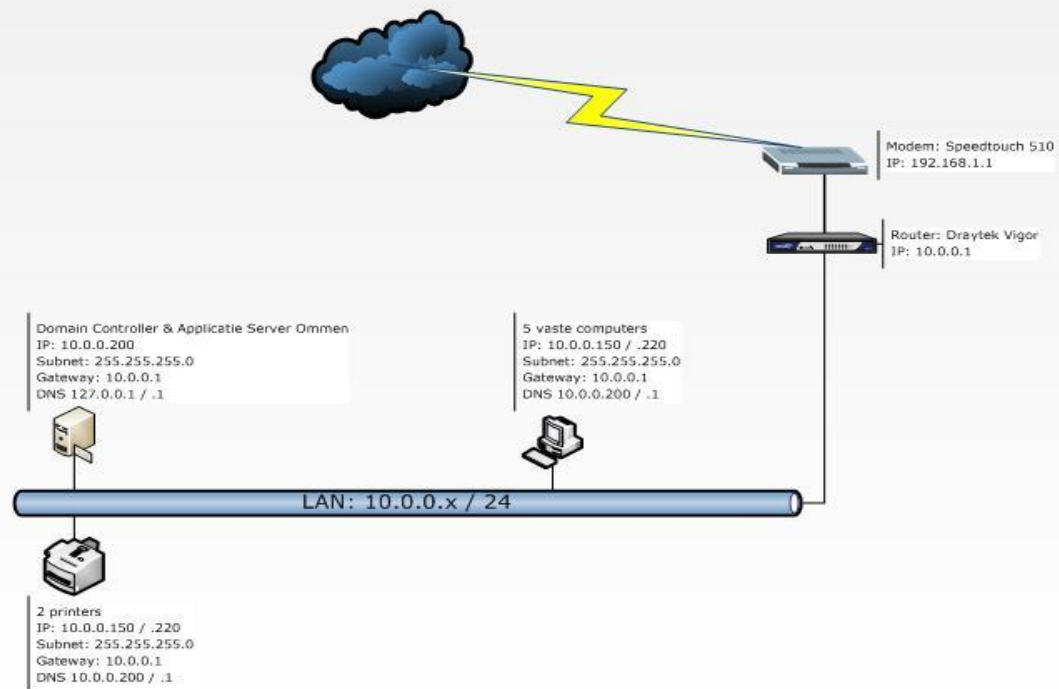 Modem: Speedtouch 510
IP: 192.168.1.1
Router: Draytek Vigor
IP: 10.0.0.1
Domain Controller & Applicatie Server Ommen
IP: 10.0.0.200
Subnet: 255.255.255.0
Gateway: 10.0.0.1
DNS 127.0.0.1 / .1
5 vaste computers
IP: 10.0.0.150 / .220
Subnet: 255.255.255.0
Gateway: 10.0.0.1
DNS 10.0.0.200 / .1
LAN: 10.0.0.x / 24
2 printers
IP: 10.0.0.150 / .220
Subnet: 255.255.255.0
Gateway: 10.0.0.1
DNS 10.0.0.200 / .1